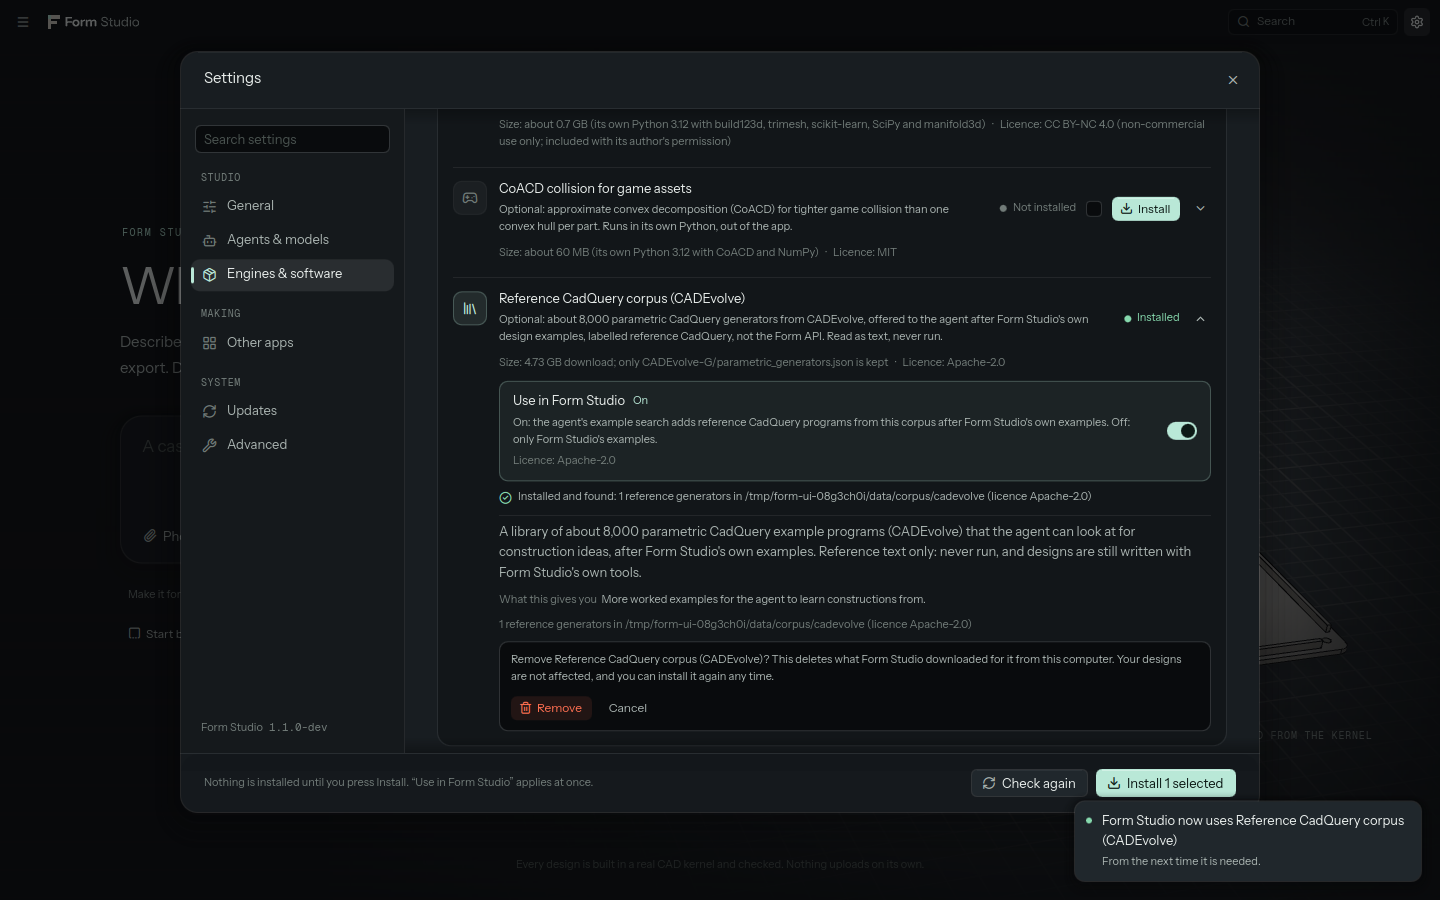 Form Studio
Search Ctrl K
Settings
Search settings
STUDIO
General
Agents & models
Engines & software
MAKING
Other apps
SYSTEM
Updates
Advanced
Form Studio 1.1.0-dev
Size: about 0.7 GB (its own Python 3.12 with build123d, trimesh, scikit-learn, SciPy and manifold3d) · Licence: CC BY-NC 4.0 (non-commercial
use only; included with its author's permission)
CoACD collision for game assets
Optional: approximate convex decomposition (CoACD) for tighter game collision than one
convex hull per part. Runs in its own Python, out of the app.
Not installed
Install
Size: about 60 MB (its own Python 3.12 with CoACD and NumPy) · Licence: MIT
Reference CadQuery corpus (CADEvolve)
Optional: about 8,000 parametric CadQuery generators from CADEvolve, offered to the agent after Form Studio's own
design examples, labelled reference CadQuery, not the Form API. Read as text, never run.
Installed
Size: 4.73 GB download; only CADEvolve-G/parametric_generators.json is kept · Licence: Apache-2.0
Use in Form Studio On
On: the agent's example search adds reference CadQuery programs from this corpus after Form Studio's own examples. Off:
only Form Studio's examples.
Licence: Apache-2.0
Installed and found: 1 reference generators in /tmp/form-ui-08g3ch0i/data/corpus/cadevolve (licence Apache-2.0)
A library of about 8,000 parametric CadQuery example programs (CADEvolve) that the agent can look at for
construction ideas, after Form Studio's own examples. Reference text only: never run, and designs are still written with
Form Studio's own tools.
What this gives you More worked examples for the agent to learn constructions from.
1 reference generators in /tmp/form-ui-08g3ch0i/data/corpus/cadevolve (licence Apache-2.0)
Remove Reference CadQuery corpus (CADEvolve)? This deletes what Form Studio downloaded for it from this computer. Your designs
are not affected, and you can install it again any time.
Remove
Cancel
Nothing is installed until you press Install. “Use in Form Studio” applies at once.
Check again
Install 1 selected
Form Studio now uses Reference CadQuery corpus
(CADEvolve)
From the next time it is needed.
FORM STU
Describe
export. D
A cas
Make it for
Start b
FROM THE KERNEL
Every design is built in a real CAD kernel and checked. Nothing uploads on its own.